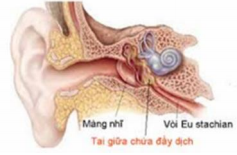 Màng nhĩ
Vòi Eu stachian
Tai giữa chứa đầy dịch